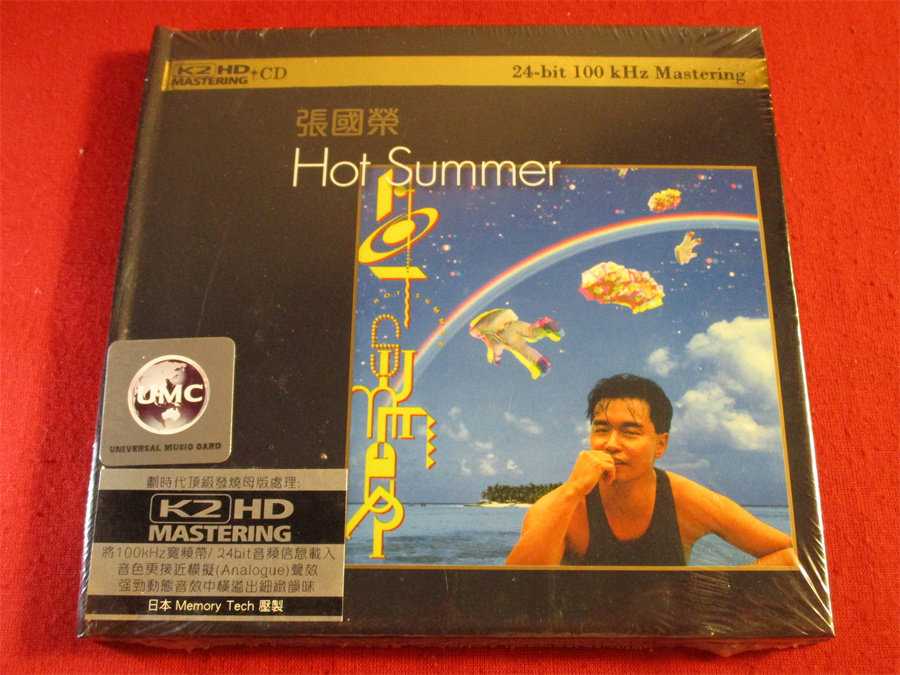 K2 HD MASTERING + CD
24-bit 100 kHz Mastering
張國榮
Hot Summer
HOT
SUMMER
UMC
UNIVERSAL MUSIC CARD
劃時代頂級發燒母版處理:
K2 HD
MASTERING
將100kHz寬頻帶/ 24bit音頻信息載入
音色更接近模擬(Analogue)聲效
强勁動態音效中橫溢出細緻韻味
日本 Memory Tech 壓製